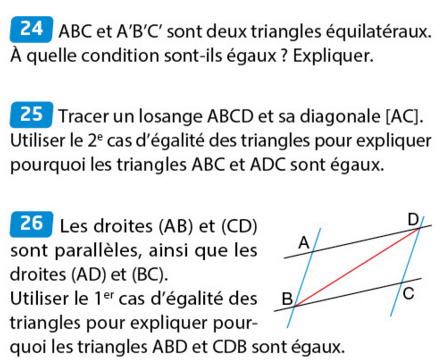 24 ABC et A’B’C’ sont deux triangles équilatéraux.
À quelle condition sont-ils égaux ? Expliquer.
25 Tracer un losange ABCD et sa diagonale [AC].
Utiliser le 2e cas d’égalité des triangles pour expliquer
pourquoi les triangles ABC et ADC sont égaux.
26 Les droites (AB) et (CD)
sont parallèles, ainsi que les
droites (AD) et (BC).
Utiliser le 1er cas d’égalité des
triangles pour expliquer pour-
quoi les triangles ABD et CDB sont égaux.
D
A
B
C